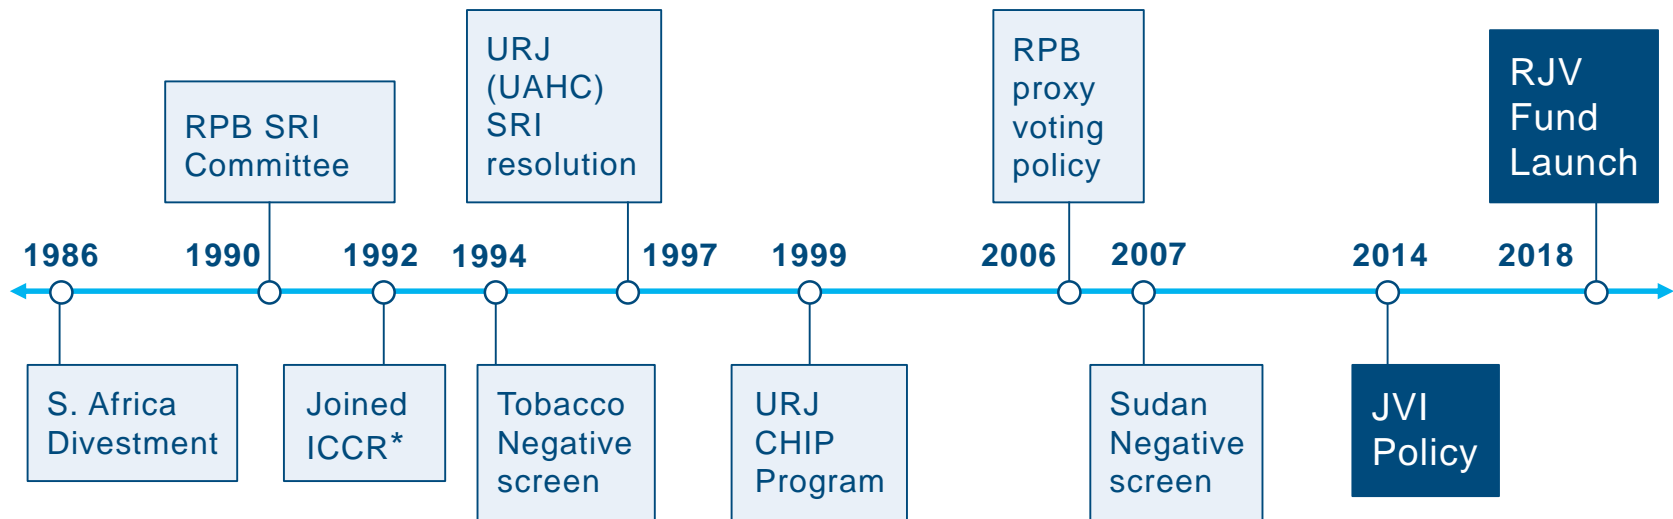 URJ
(UAHC)
SRI
resolution
RPB
proxy
voting
policy
RJV
Fund
Launch
RPB SRI
Committee
1986
1990
1992
1994
1997
1999
2006
2007
2014
2018
S. Africa
Divestment
Joined
ICCR*
Tobacco
Negative
screen
URJ
CHIP
Program
Sudan
Negative
screen
JVI
Policy